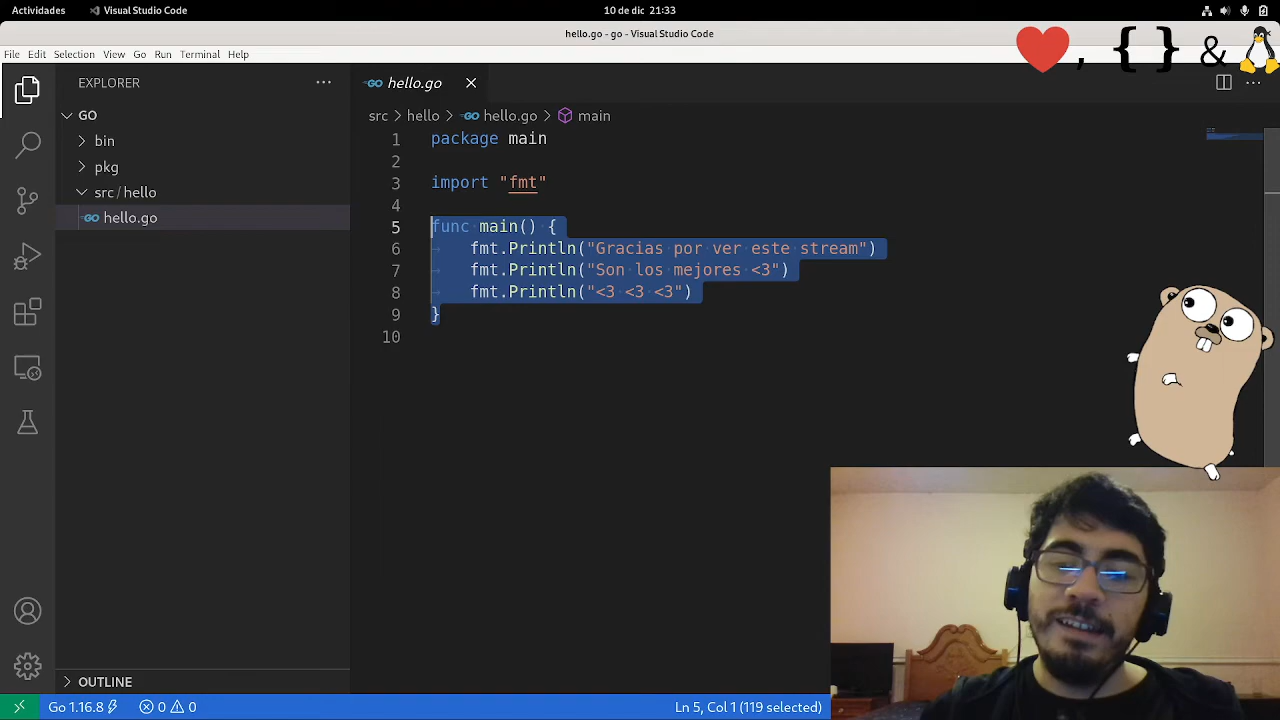 Actividades Visual Studio Code 10 de dic 21:33
hello.go - go - Visual Studio Code
File Edit Selection View Go Run Terminal Help
, { } &
EXPLORER ··· GO hello.go
GO
src > hello > GO hello.go > main
bin
pkg
src / hello
GO hello.go
1 package main
2
3 import "fmt"
4
5 func main() {
6 fmt.Println("Gracias por ver este stream")
7 fmt.Println("Son los mejores <3")
8 fmt.Println("<3 <3 <3")
9 }
10
OUTLINE
Go 1.16.8 0 0 Ln 5, Col 1 (119 selected)